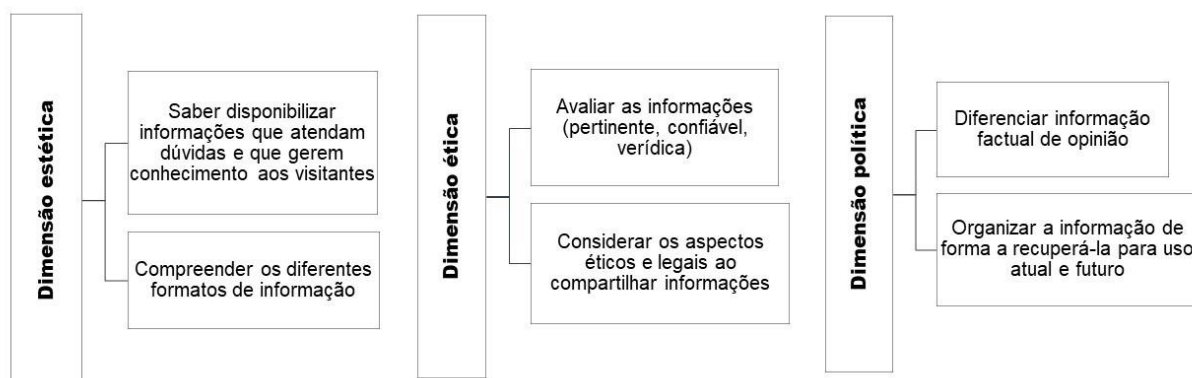 Dimensão estética
Saber disponibilizar
informações que atendam
dúvidas e que gerem
conhecimento aos visitantes
Compreender os diferentes
formatos de informação
Dimensão ética
Avaliar as informações
(pertinente, confiável,
verídica)
Considerar os aspectos
éticos e legais ao
compartilhar informações
Dimensão política
Diferenciar informação
factual de opinião
Organizar a informação de
forma a recuperá-la para uso
atual e futuro